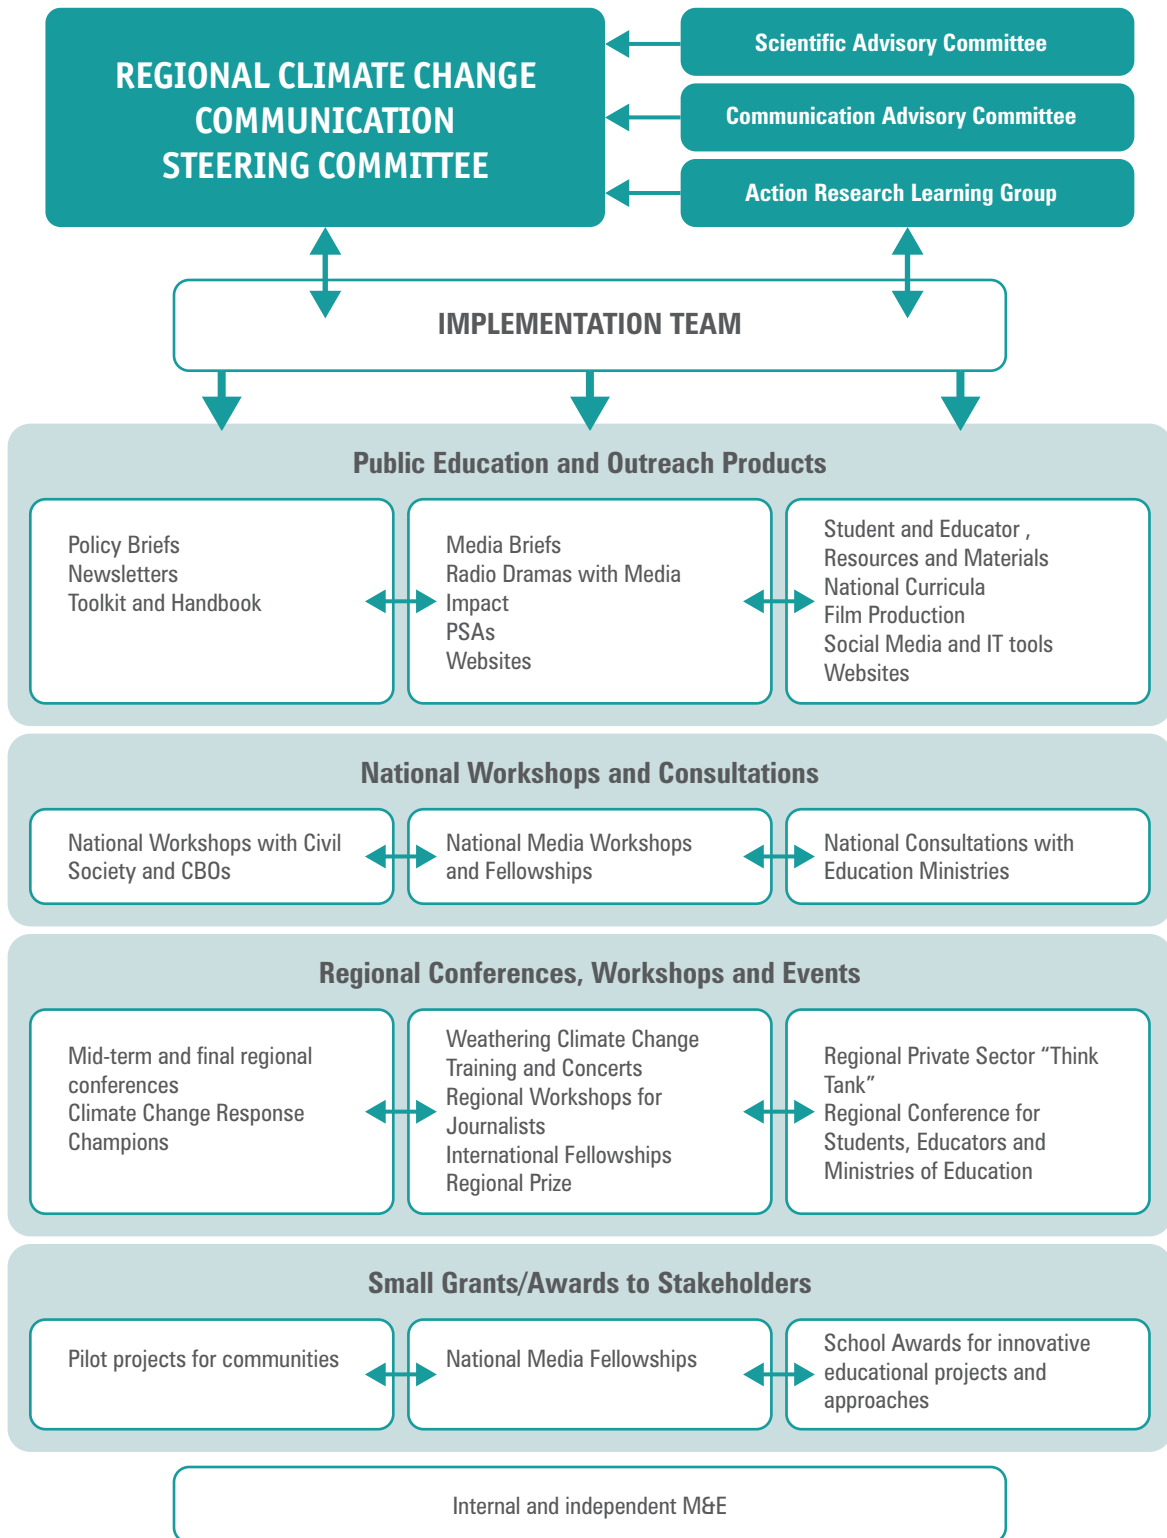 REGIONAL CLIMATE CHANGE
COMMUNICATION
STEERING COMMITTEE
Scientific Advisory Committee
Communication Advisory Committee
Action Research Learning Group
IMPLEMENTATION TEAM
Public Education and Outreach Products
Policy Briefs
Newsletters
Toolkit and Handbook
Media Briefs
Radio Dramas with Media
Impact
PSAs
Websites
Student and Educator ,
Resources and Materials
National Curricula
Film Production
Social Media and IT tools
Websites
National Workshops and Consultations
National Workshops with Civil
Society and CBOs
National Media Workshops
and Fellowships
National Consultations with
Education Ministries
Regional Conferences, Workshops and Events
Mid-term and final regional
conferences
Climate Change Response
Champions
Weathering Climate Change
Training and Concerts
Regional Workshops for
Journalists
International Fellowships
Regional Prize
Regional Private Sector “Think
Tank”
Regional Conference for
Students, Educators and
Ministries of Education
Small Grants/Awards to Stakeholders
Pilot projects for communities
National Media Fellowships
School Awards for innovative
educational projects and
approaches
Internal and independent M&E